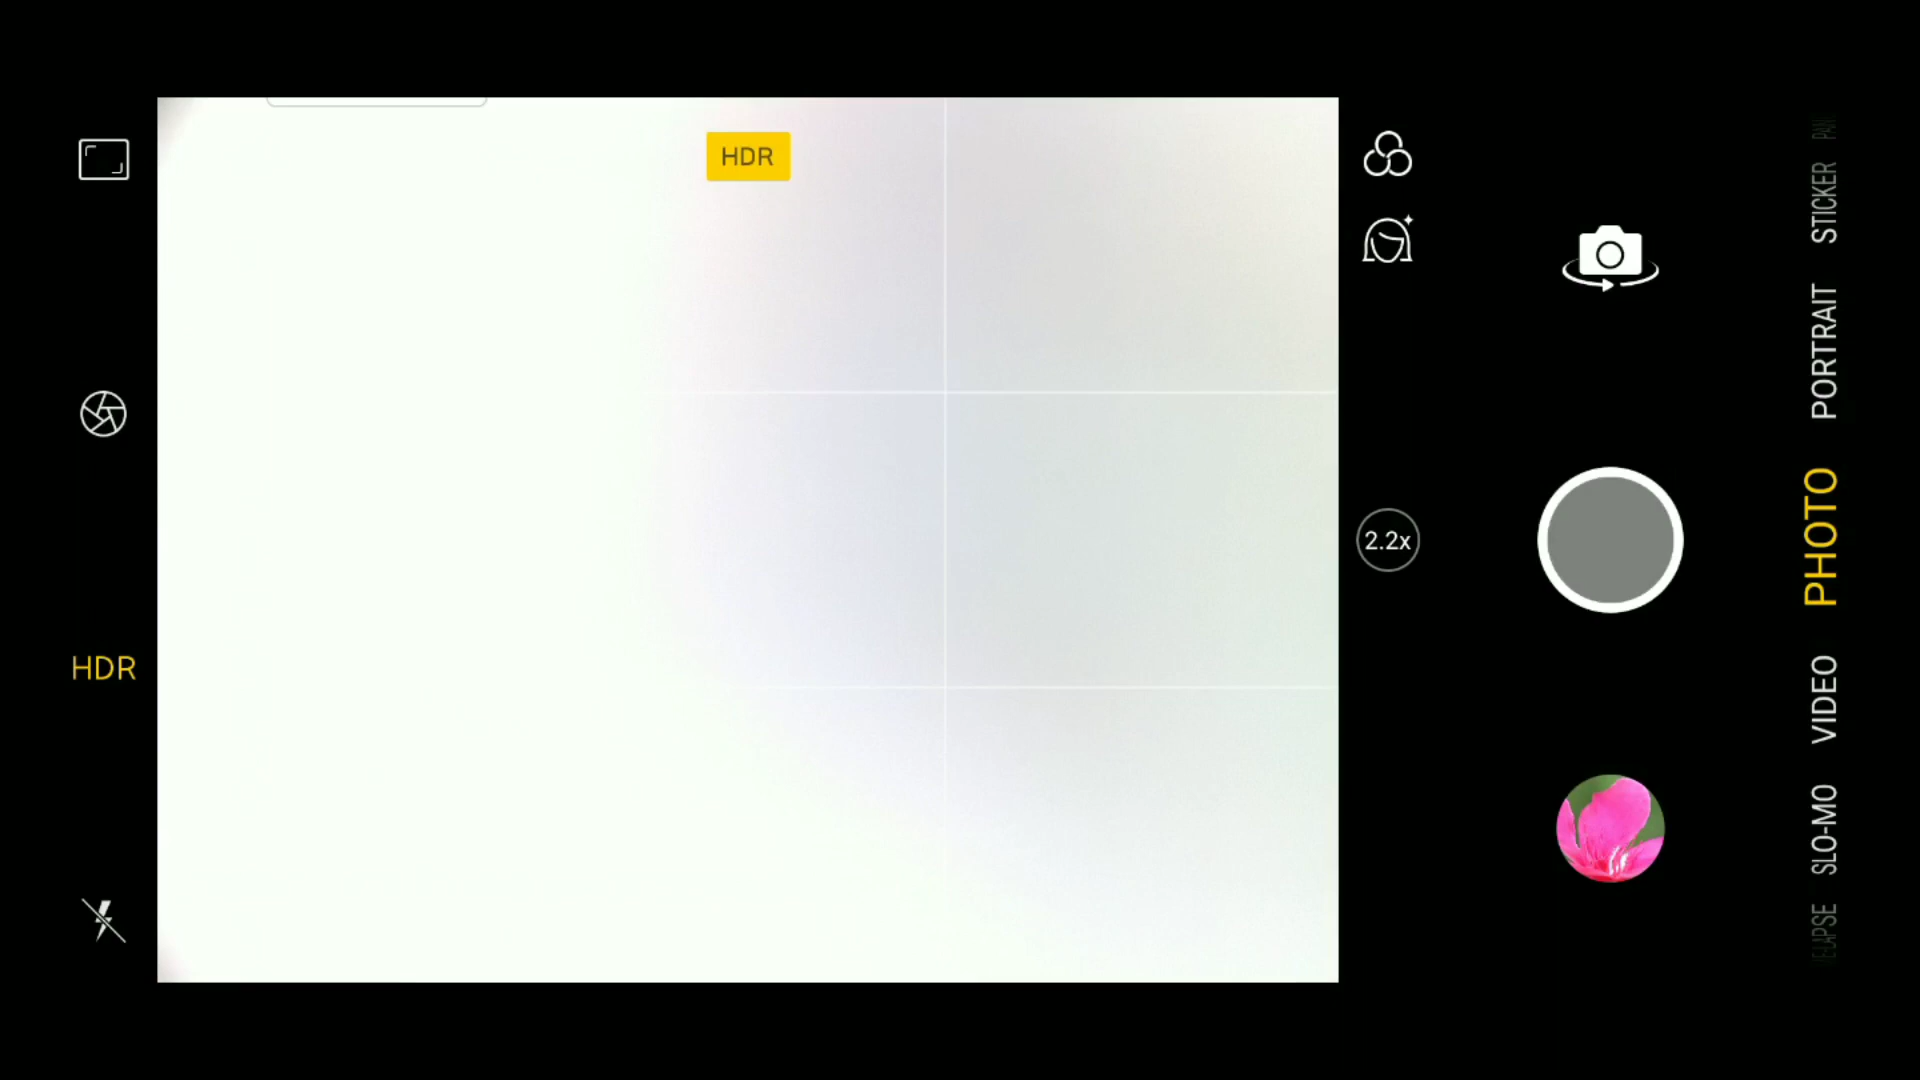 HDR
HDR
2.2x
STICKER
PORTRAIT
PHOTO
VIDEO
SLO-MO